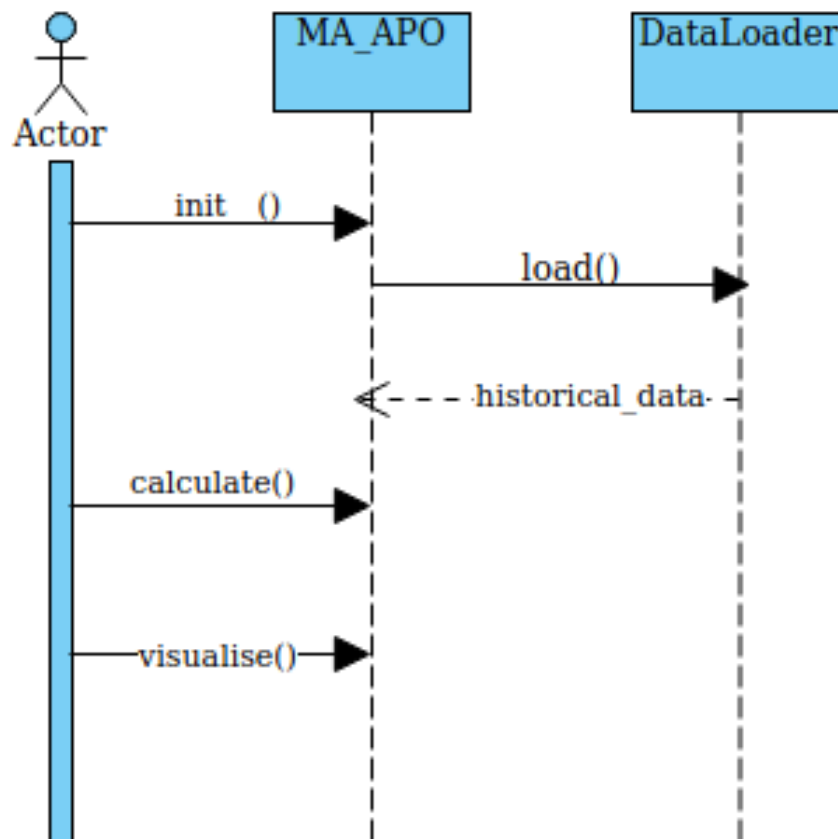 MA_APO
DataLoader
Actor
init ()
load()
historical_data
calculate()
visualise()